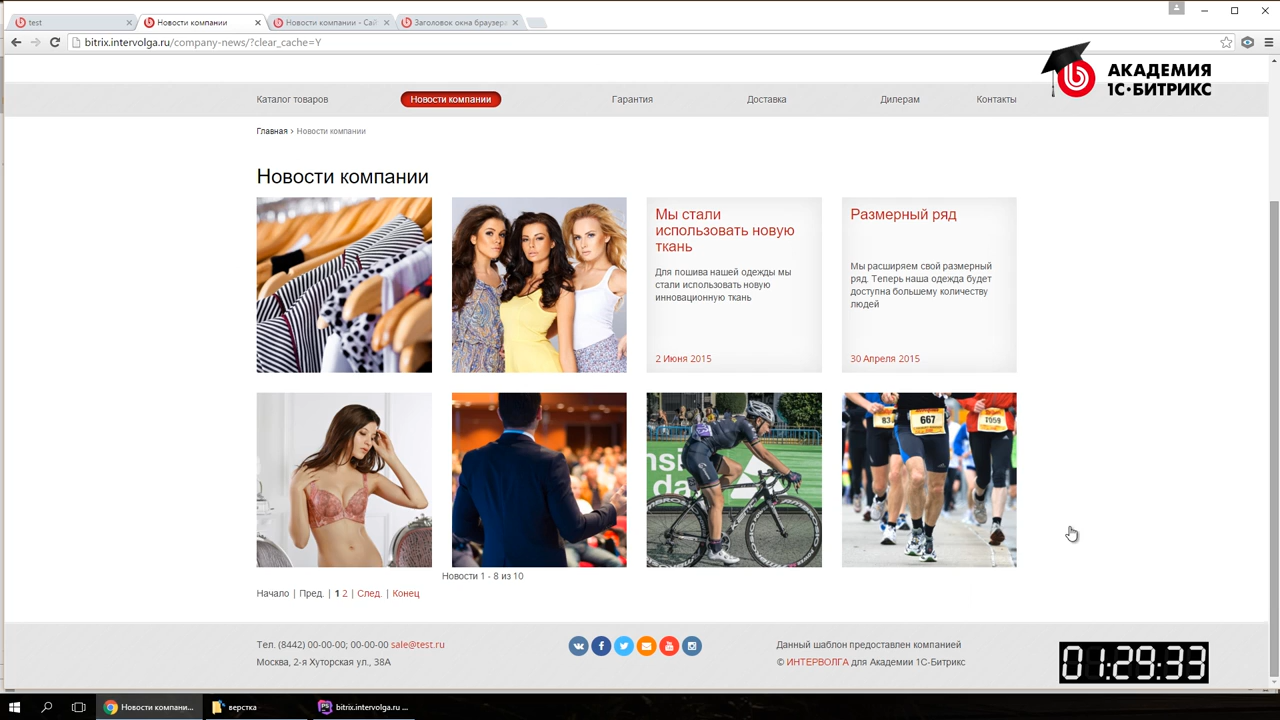 test
Новости компании
Новости компании - Сай
Заголовок окна браузера
bitrix.intervolga.ru/company-news/?clear_cache=Y
АКАДЕМИЯ
1С·БИТРИКС
Каталог товаров
Новости компании
Гарантия
Доставка
Дилерам
Контакты
Главная › Новости компании
Новости компании
Мы стали
использовать новую
ткань
Для пошива нашей одежды мы
стали использовать новую
инновационную ткань
2 Июня 2015
Размерный ряд
Мы расширяем свой размерный
ряд. Теперь наша одежда будет
доступна большему количеству
людей
30 Апреля 2015
667
Новости 1 - 8 из 10
Начало | Пред. | 1 2 | След. | Конец
Тел. (8442) 00-00-00; 00-00-00 sale@test.ru
Москва, 2-я Хуторская ул., 38А
Данный шаблон предоставлен компанией
© ИНТЕРВОЛГА для Академии 1С-Битрикс
01:29:33
Новости компани...
верстка
bitrix.intervolga.ru ...